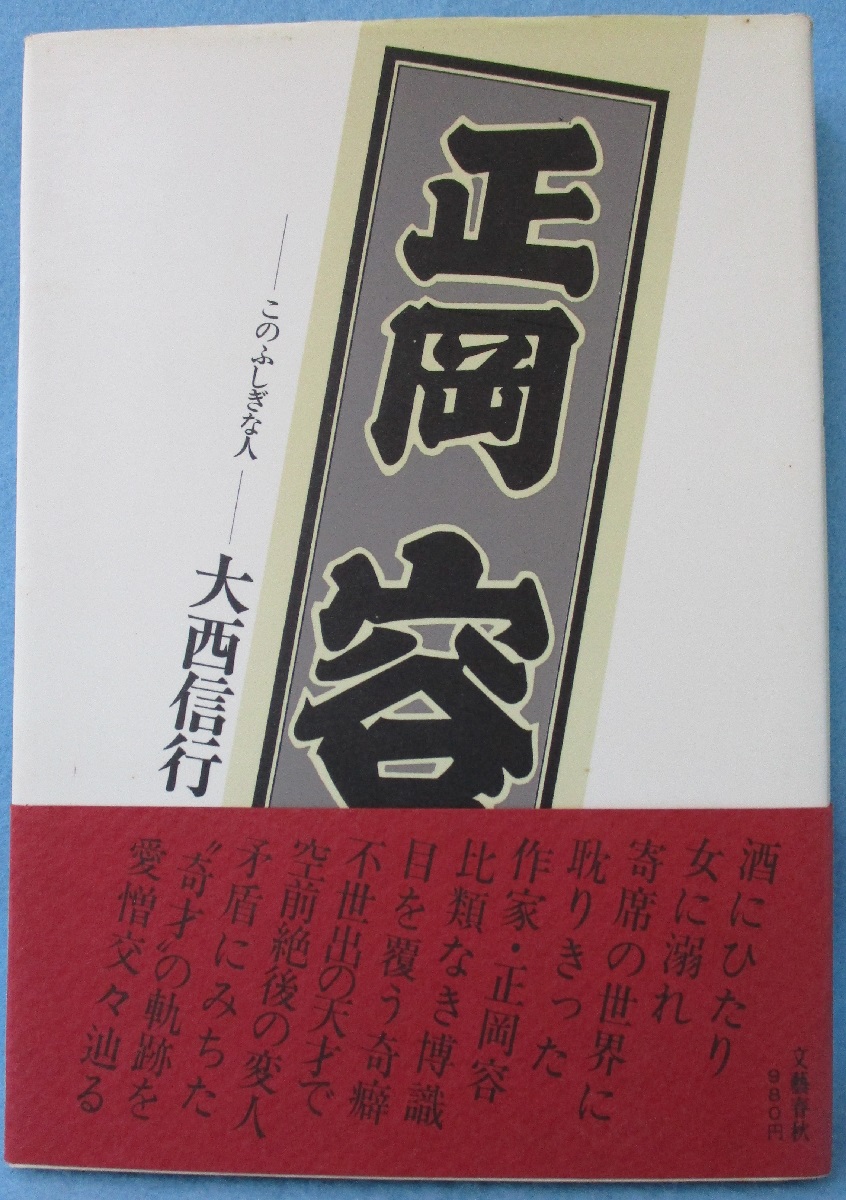 正岡容
―このふしぎな人―
大西信行
酒にひたり
女に溺れ
寄席の世界に
耽りきった
作家・正岡容
比類なき博識
目を覆う奇癖
不世出の天才で
空前絶後の変人
矛盾にみちた
〝奇才〟の軌跡を
愛憎交々辿る
文藝春秋
980円